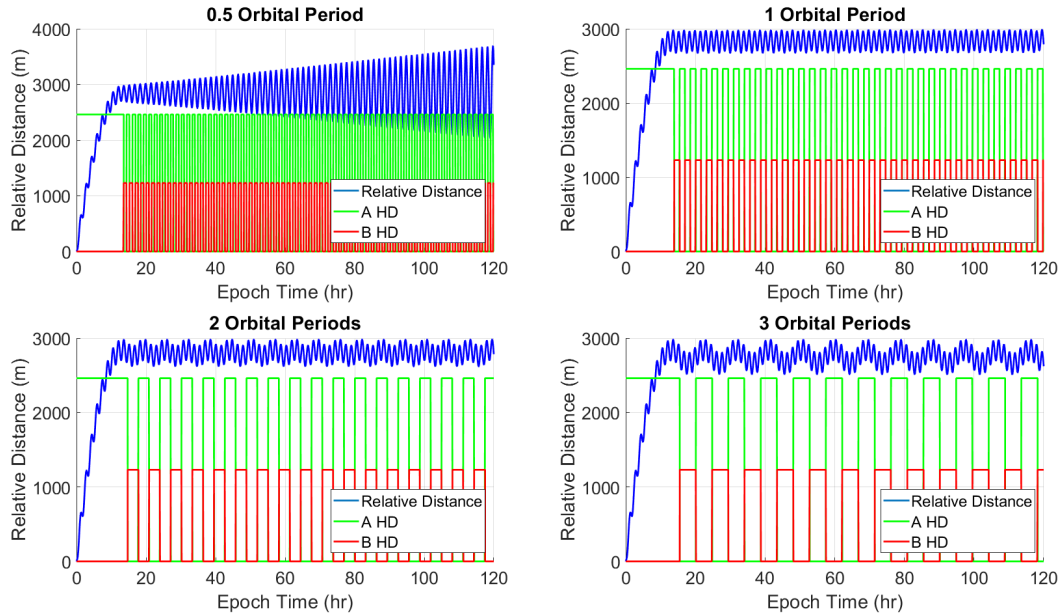 0.5 Orbital Period
Relative Distance (m)
4000
3000
2000
1000
0
Relative Distance
A HD
B HD
0 20 40 60 80 100 120
Epoch Time (hr)
1 Orbital Period
Relative Distance (m)
3000
2000
1000
0
Relative Distance
A HD
B HD
0 20 40 60 80 100 120
Epoch Time (hr)
2 Orbital Periods
Relative Distance (m)
3000
2000
1000
0
Relative Distance
A HD
B HD
0 20 40 60 80 100 120
Epoch Time (hr)
3 Orbital Periods
Relative Distance (m)
3000
2000
1000
0
Relative Distance
A HD
B HD
0 20 40 60 80 100 120
Epoch Time (hr)